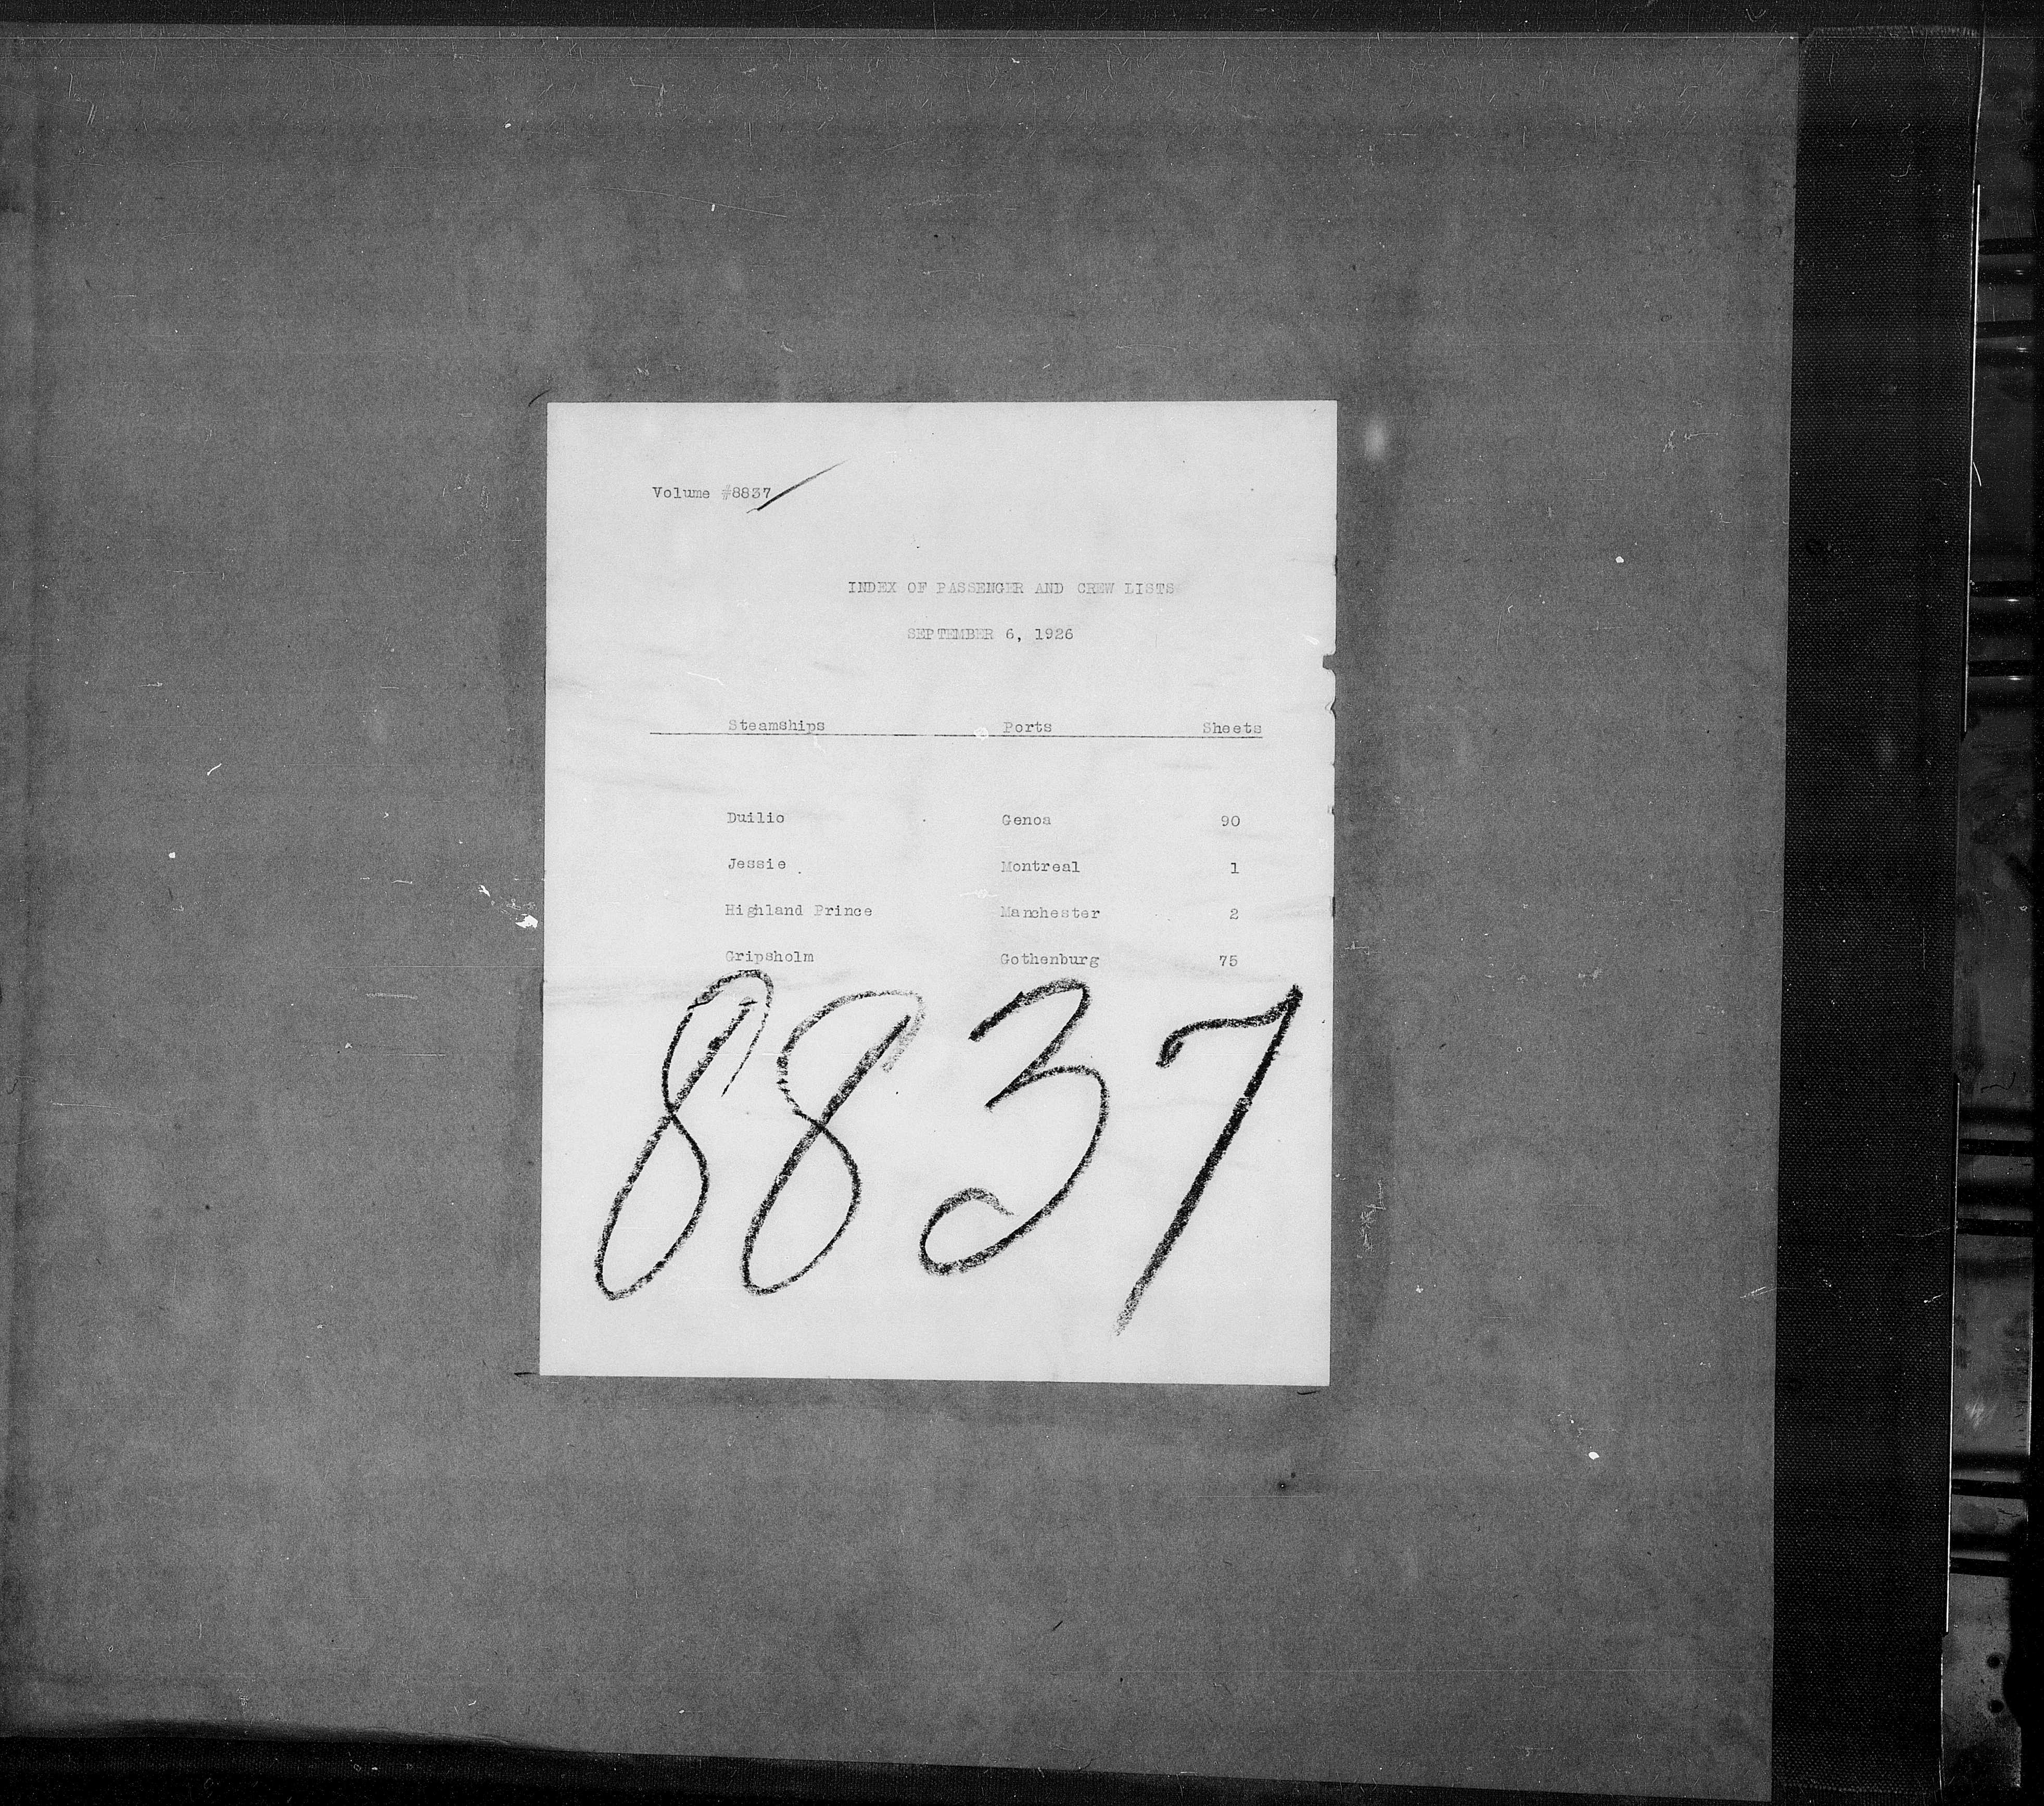 Volume #8837
INDEX OF PASSENGER AND CREW LISTS
SEPTEMBER 6, 1926
Steamships Ports Sheets
Duilio Genoa 90
Jessie Montreal 1
Highland Prince Manchester 2
Gripsholm Gothenburg 75
8837